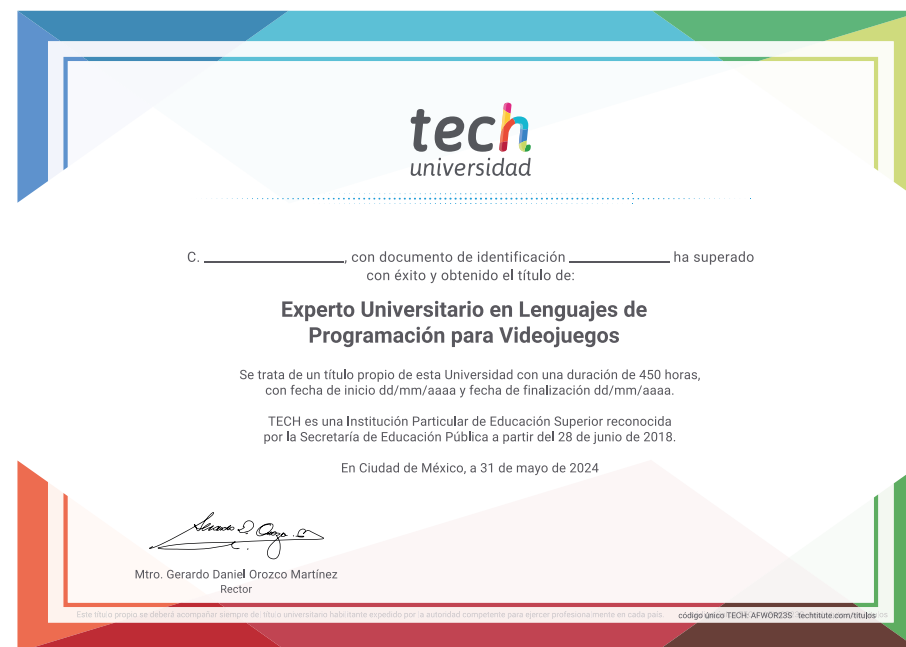 tech
universidad
C. ____________, con documento de identificación __________ ha superado
con éxito y obtenido el título de:
Experto Universitario en Lenguajes de
Programación para Videojuegos
Se trata de un título propio de esta Universidad con una duración de 450 horas,
con fecha de inicio dd/mm/aaaa y fecha de finalización dd/mm/aaaa.
TECH es una Institución Particular de Educación Superior reconocida
por la Secretaría de Educación Pública a partir del 28 de junio de 2018.
En Ciudad de México, a 31 de mayo de 2024
Mtro. Gerardo Daniel Orozco Martínez
Rector
Este título propio se deberá acompañar siempre del título universitario habilitante expedido por la autoridad competente para ejercer profesionalmente en cada país. código único TECH: AFWOR23S techtitute.com/titulos